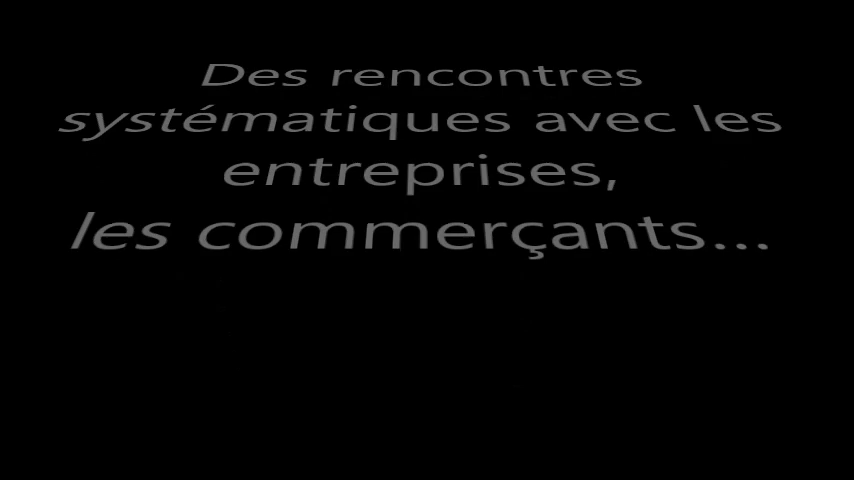 Des rencontres
systématiques avec les
entreprises,
les commerçants...